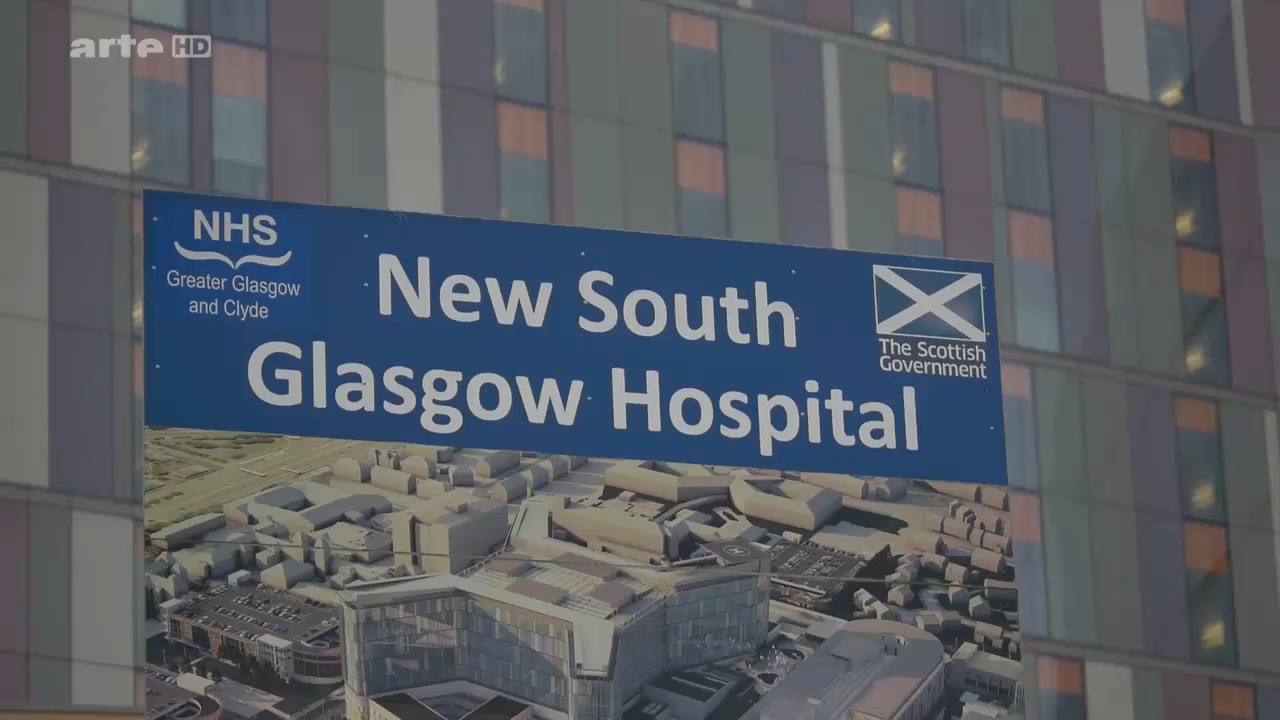 arte HD
NHS
Greater Glasgow
and Clyde
New South
Glasgow Hospital
The Scottish
Government